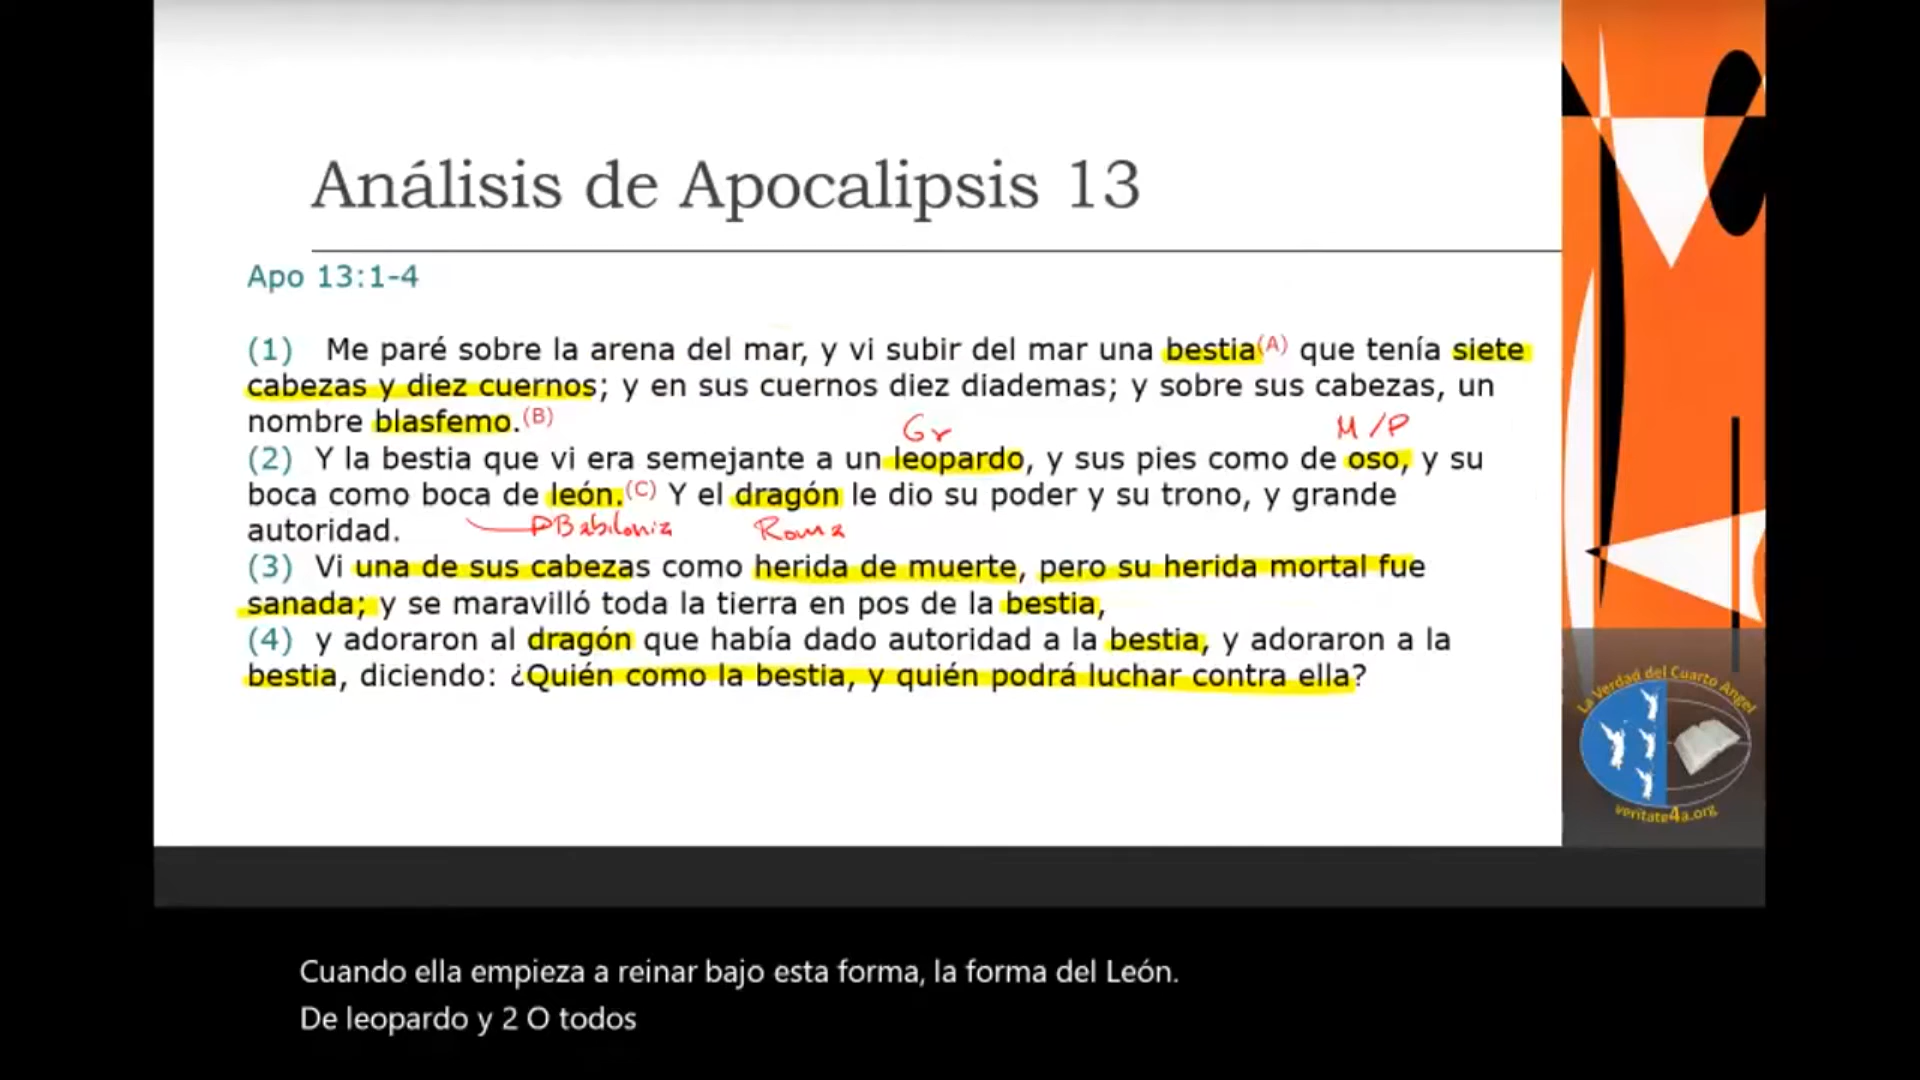 Análisis de Apocalipsis 13
Apo 13:1-4
(1) Me paré sobre la arena del mar, y vi subir del mar una bestia(A) que tenía siete
cabezas y diez cuernos; y en sus cuernos diez diademas; y sobre sus cabezas, un
nombre blasfemo.(B)
Gr M/P
(2) Y la bestia que vi era semejante a un leopardo, y sus pies como de oso, y su
boca como boca de león.(C) Y el dragón le dio su poder y su trono, y grande
autoridad.
Babilonia Roma
(3) Vi una de sus cabezas como herida de muerte, pero su herida mortal fue
sanada; y se maravilló toda la tierra en pos de la bestia,
(4) y adoraron al dragón que había dado autoridad a la bestia, y adoraron a la
bestia, diciendo: ¿Quién como la bestia, y quién podrá luchar contra ella?
La Verdad del Cuarto Angel
veritate4a.org
Cuando ella empieza a reinar bajo esta forma, la forma del León.
De leopardo y 2 O todos